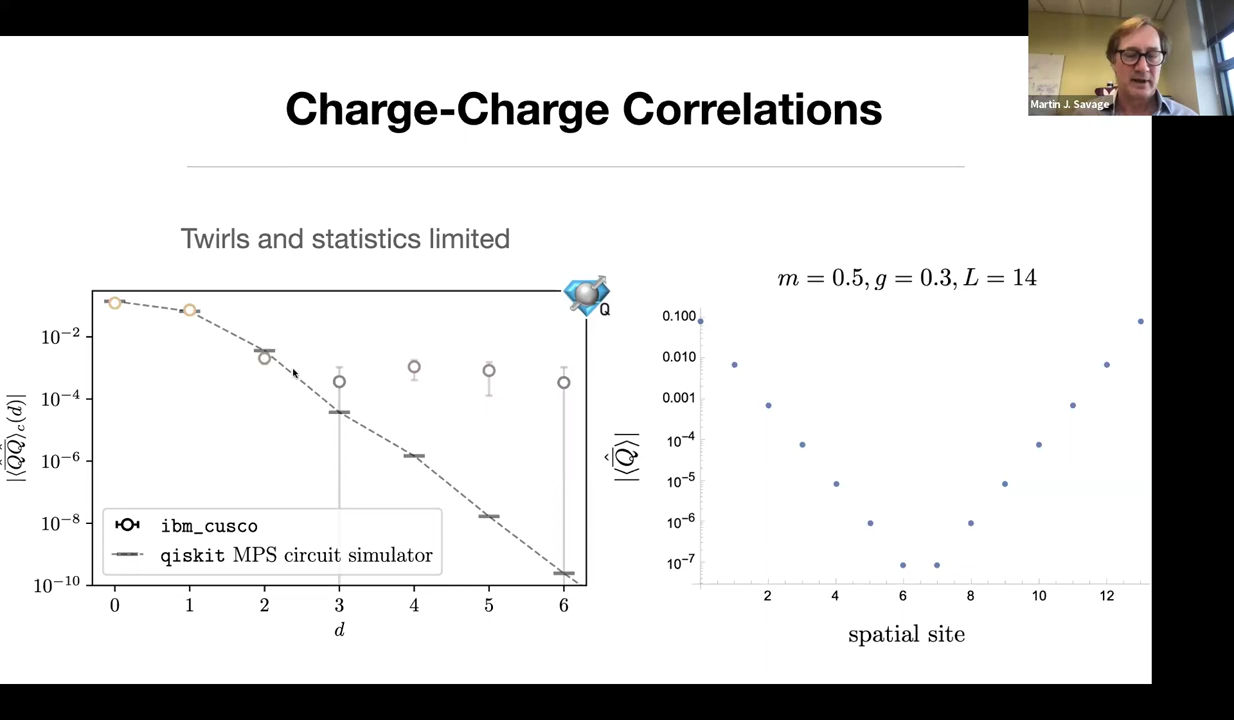 Martin J. Savage
Charge-Charge Correlations
Twirls and statistics limited
Q
10⁻²
10⁻⁴
10⁻⁶
10⁻⁸
10⁻¹⁰
|⟨Q̂Q̂⟩c(d)|
ibm_cusco
qiskit MPS circuit simulator
0 1 2 3 4 5 6
d
m = 0.5, g = 0.3, L = 14
0.100
0.010
0.001
10⁻⁴
10⁻⁵
10⁻⁶
10⁻⁷
|⟨Q̂⟩|
2 4 6 8 10 12
spatial site